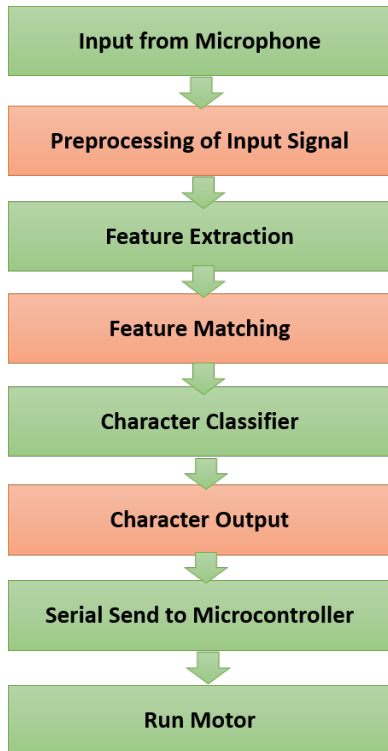 Input from Microphone
Preprocessing of Input Signal
Feature Extraction
Feature Matching
Character Classifier
Character Output
Serial Send to Microcontroller
Run Motor